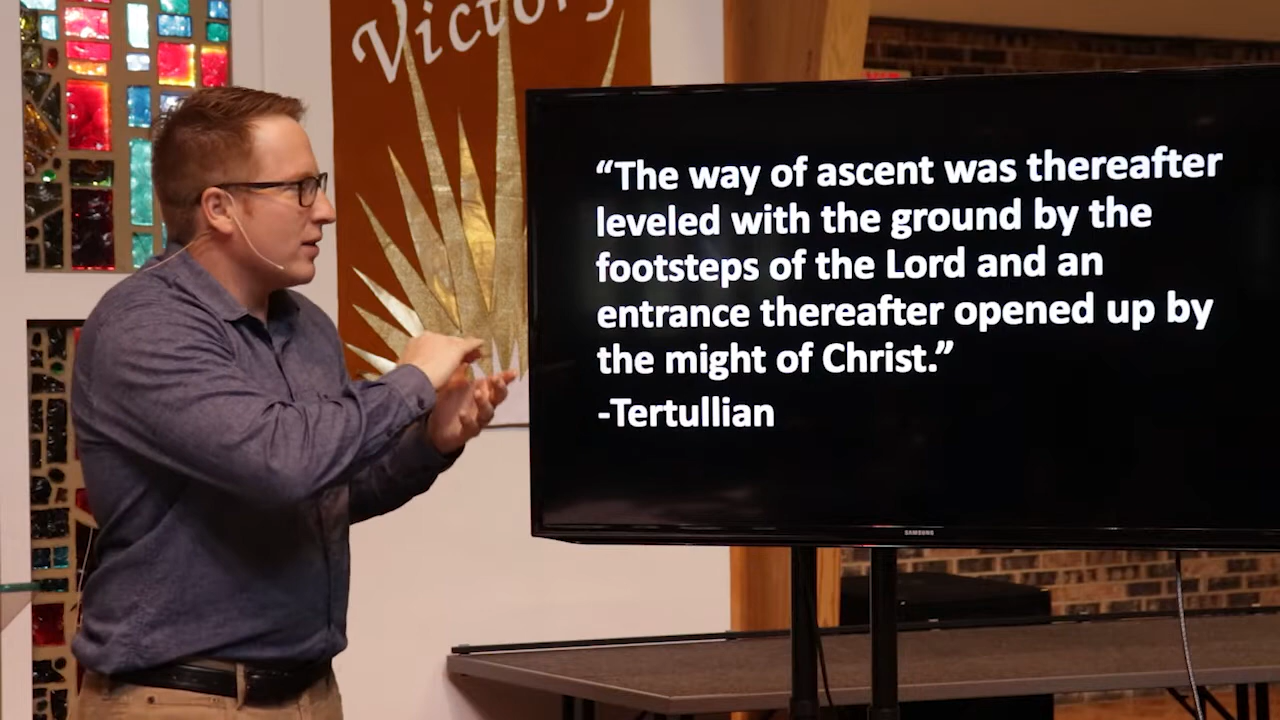 Victory
“The way of ascent was thereafter
leveled with the ground by the
footsteps of the Lord and an
entrance thereafter opened up by
the might of Christ.”
-Tertullian
SAMSUNG